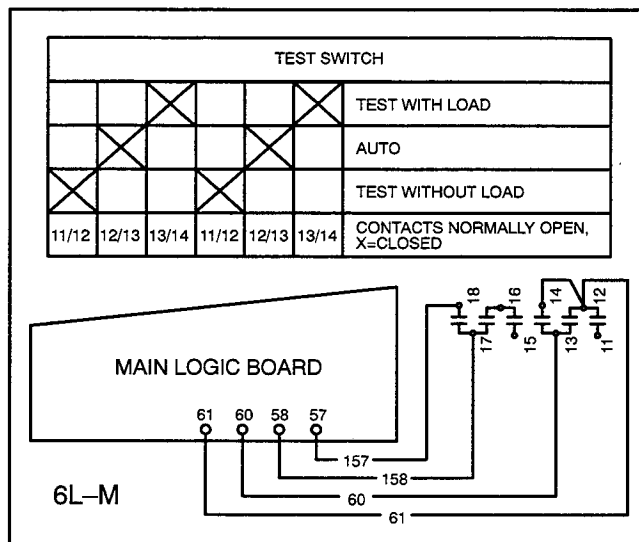 TEST SWITCH
TEST WITH LOAD
AUTO
TEST WITHOUT LOAD
11/12 12/13 13/14 11/12 12/13 13/14 CONTACTS NORMALLY OPEN,
X=CLOSED
18 16 14 12
17 15 13 11
MAIN LOGIC BOARD
61 60 58 57
157
158
60
61
6L–M